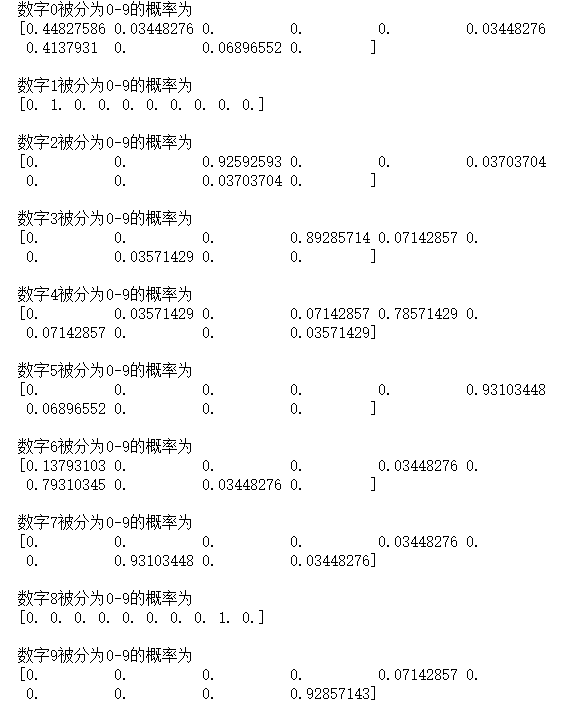 数字0被分为0-9的概率为
[0.44827586 0.03448276 0. 0. 0. 0.03448276
0.4137931 0. 0.06896552 0. ]
数字1被分为0-9的概率为
[0. 1. 0. 0. 0. 0. 0. 0. 0. 0.]
数字2被分为0-9的概率为
[0. 0. 0.92592593 0. 0. 0.03703704
0. 0. 0.03703704 0. ]
数字3被分为0-9的概率为
[0. 0. 0. 0.89285714 0.07142857 0.
0. 0.03571429 0. 0. ]
数字4被分为0-9的概率为
[0. 0.03571429 0. 0.07142857 0.78571429 0.
0.07142857 0. 0. 0.03571429]
数字5被分为0-9的概率为
[0. 0. 0. 0. 0. 0.93103448
0.06896552 0. 0. 0. ]
数字6被分为0-9的概率为
[0.13793103 0. 0. 0. 0.03448276 0.
0.79310345 0. 0.03448276 0. ]
数字7被分为0-9的概率为
[0. 0. 0. 0. 0.03448276 0.
0. 0.93103448 0. 0.03448276]
数字8被分为0-9的概率为
[0. 0. 0. 0. 0. 0. 0. 0. 1. 0.]
数字9被分为0-9的概率为
[0. 0. 0. 0. 0.07142857 0.
0. 0. 0. 0.92857143]